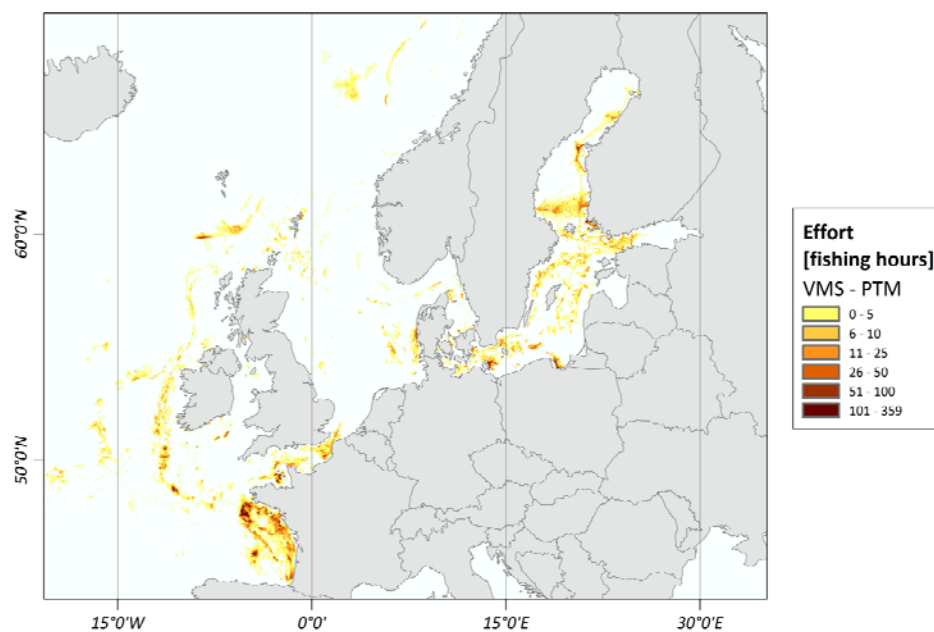 60°0'N
50°0'N
15°0'W
0°0'
15°0'E
30°0'E
Effort
[fishing hours]
VMS - PTM
0 - 5
6 - 10
11 - 25
26 - 50
51 - 100
101 - 359